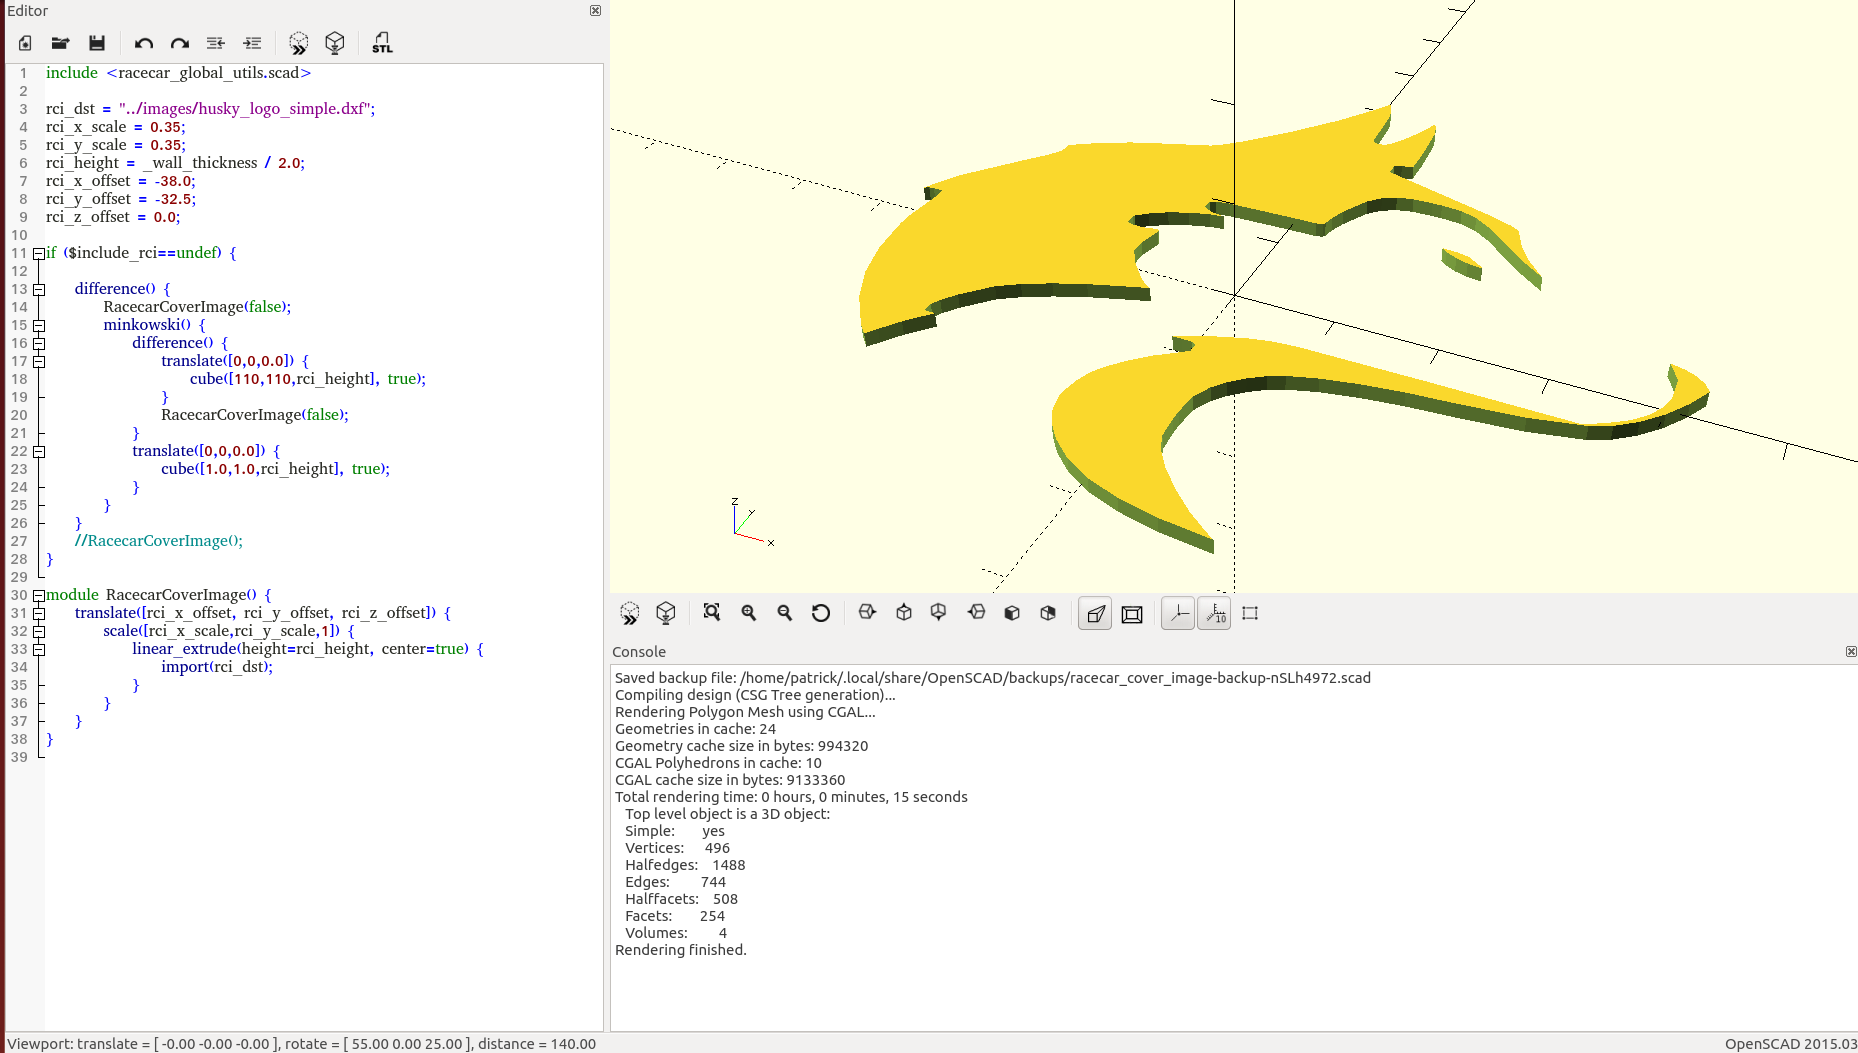 Editor
STL
1 include <racecar_global_utils.scad>
2
3 rci_dst = "../images/husky_logo_simple.dxf";
4 rci_x_scale = 0.35;
5 rci_y_scale = 0.35;
6 rci_height = _wall_thickness / 2.0;
7 rci_x_offset = -38.0;
8 rci_y_offset = -32.5;
9 rci_z_offset = 0.0;
10
11 if ($include_rci==undef) {
12
13 difference() {
14 RacecarCoverImage(false);
15 minkowski() {
16 difference() {
17 translate([0,0,0.0]) {
18 cube([110,110,rci_height], true);
19 }
20 RacecarCoverImage(false);
21 }
22 translate([0,0,0.0]) {
23 cube([1.0,1.0,rci_height], true);
24 }
25 }
26 }
27 //RacecarCoverImage();
28 }
29
30 module RacecarCoverImage() {
31 translate([rci_x_offset, rci_y_offset, rci_z_offset]) {
32 scale([rci_x_scale,rci_y_scale,1]) {
33 linear_extrude(height=rci_height, center=true) {
34 import(rci_dst);
35 }
36 }
37 }
38 }
39
z
y
x
10
Console
Saved backup file: /home/patrick/.local/share/OpenSCAD/backups/racecar_cover_image-backup-nSLh4972.scad
Compiling design (CSG Tree generation)...
Rendering Polygon Mesh using CGAL...
Geometries in cache: 24
Geometry cache size in bytes: 994320
CGAL Polyhedrons in cache: 10
CGAL cache size in bytes: 9133360
Total rendering time: 0 hours, 0 minutes, 15 seconds
Top level object is a 3D object:
Simple: yes
Vertices: 496
Halfedges: 1488
Edges: 744
Halffacets: 508
Facets: 254
Volumes: 4
Rendering finished.
Viewport: translate = [ -0.00 -0.00 -0.00 ], rotate = [ 55.00 0.00 25.00 ], distance = 140.00
OpenSCAD 2015.03